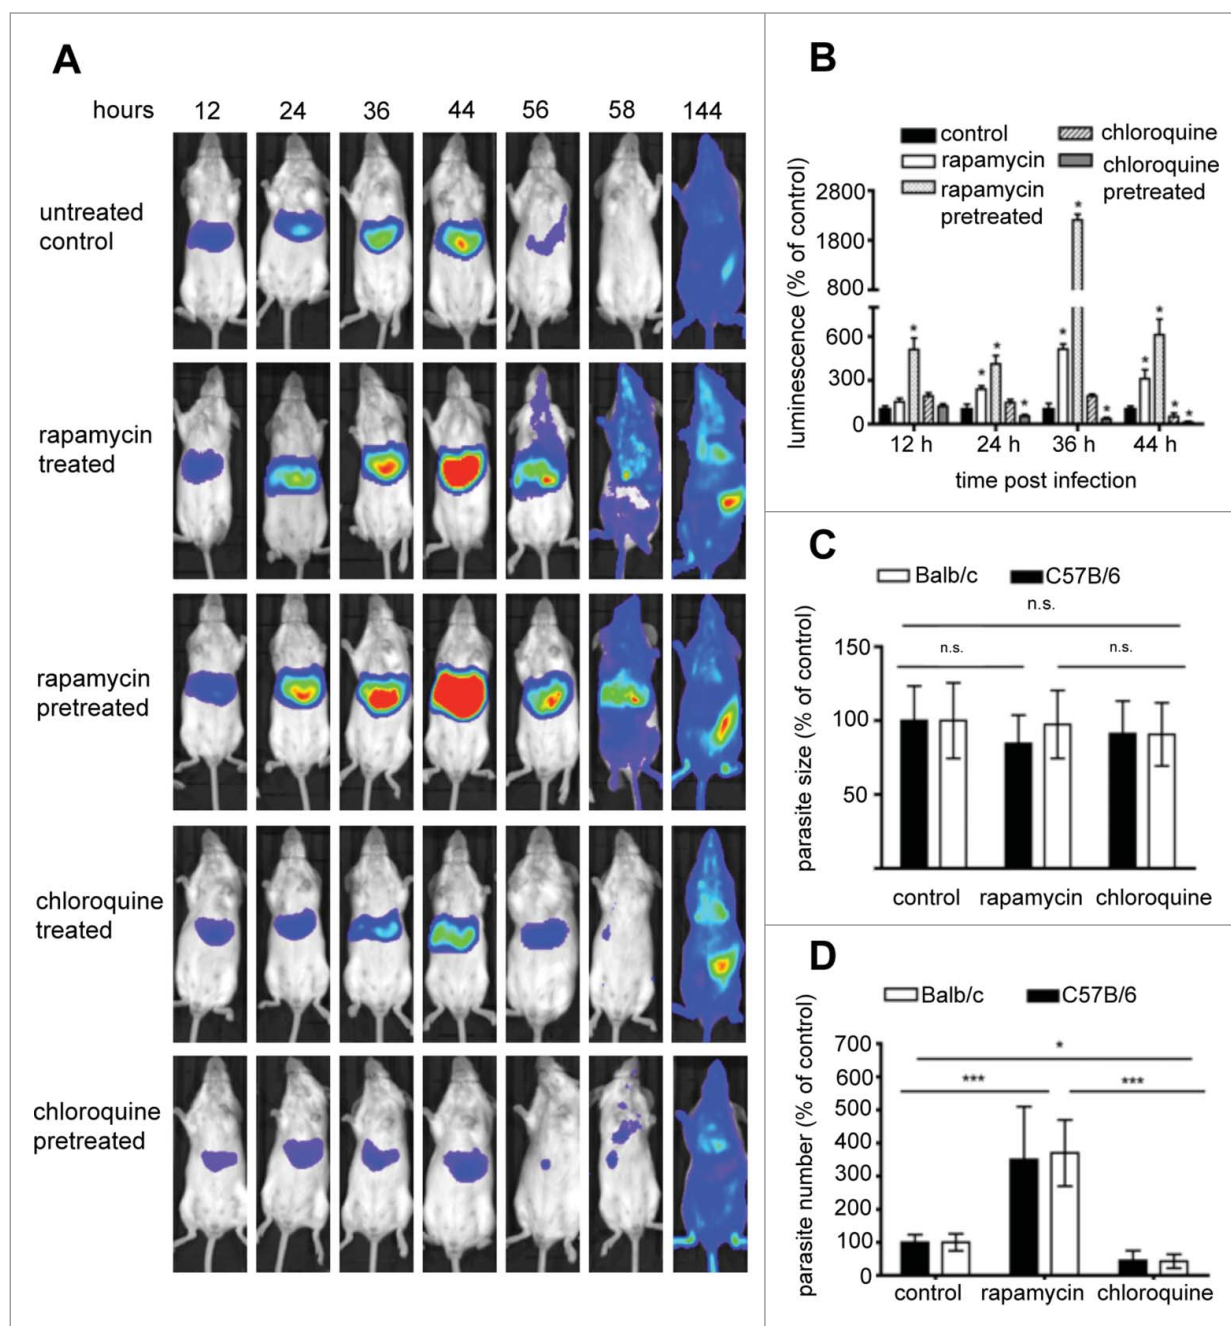 A
hours 12 24 36 44 56 58 144
untreated
control
rapamycin
treated
rapamycin
pretreated
chloroquine
treated
chloroquine
pretreated
B
control
rapamycin
rapamycin
pretreated
chloroquine
chloroquine
pretreated
luminescence (% of control)
2800
1800
800
600
300
0
* * * * * * * * * * *
12 h 24 h 36 h 44 h
time post infection
C
Balb/c C57B/6
n.s.
n.s. n.s.
parasite size (% of control)
150
100
50
control rapamycin chloroquine
D
Balb/c C57B/6
parasite number (% of control)
*
*** ***
700
600
500
400
300
200
100
0
control rapamycin chloroquine